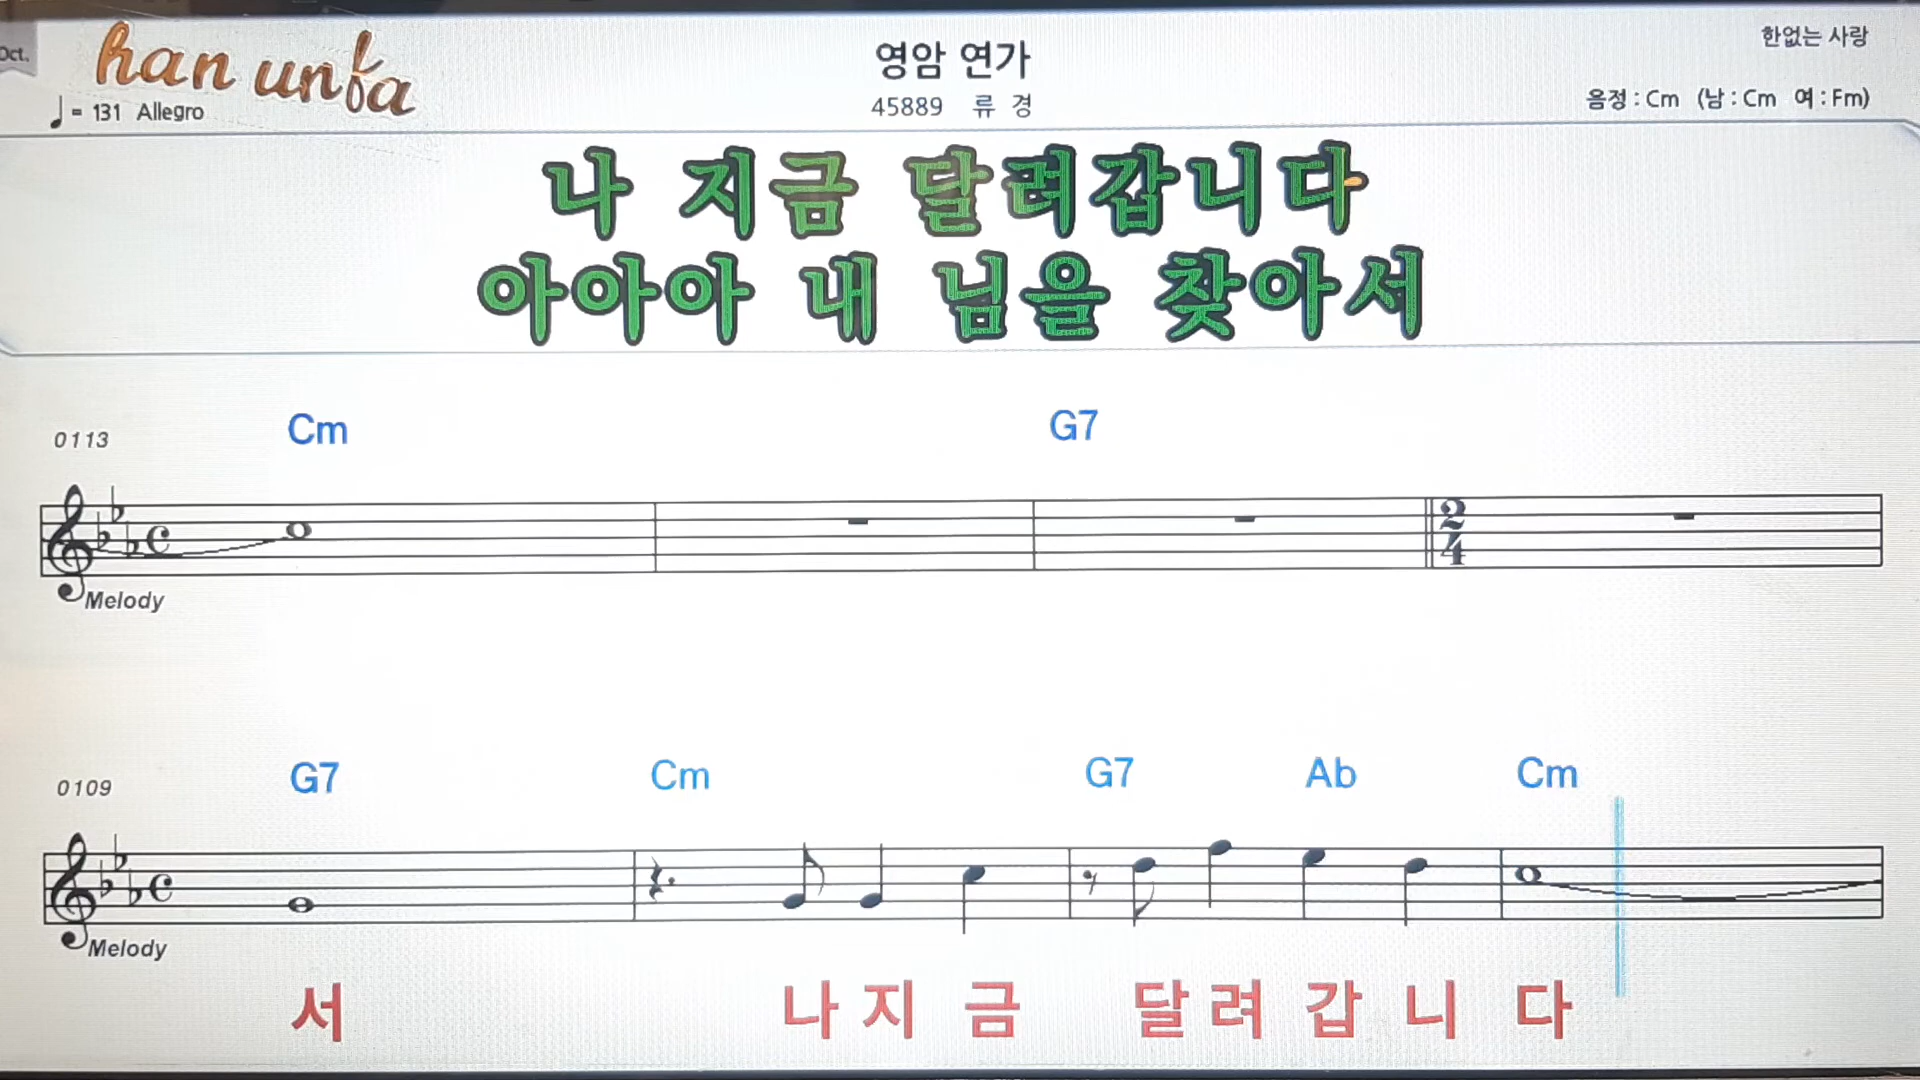 Oct.
han unfa
♩ = 131 Allegro
영암 연가
45889 류 경
한없는 사랑
음정 : Cm (남 : Cm 여 : Fm)
나 지금 달려갑니다
아아아 내 님을 찾아서
0113 Cm G7
2
4
Melody
0109 G7 Cm G7 Ab Cm
Melody
서 나 지 금 달 려 갑 니 다